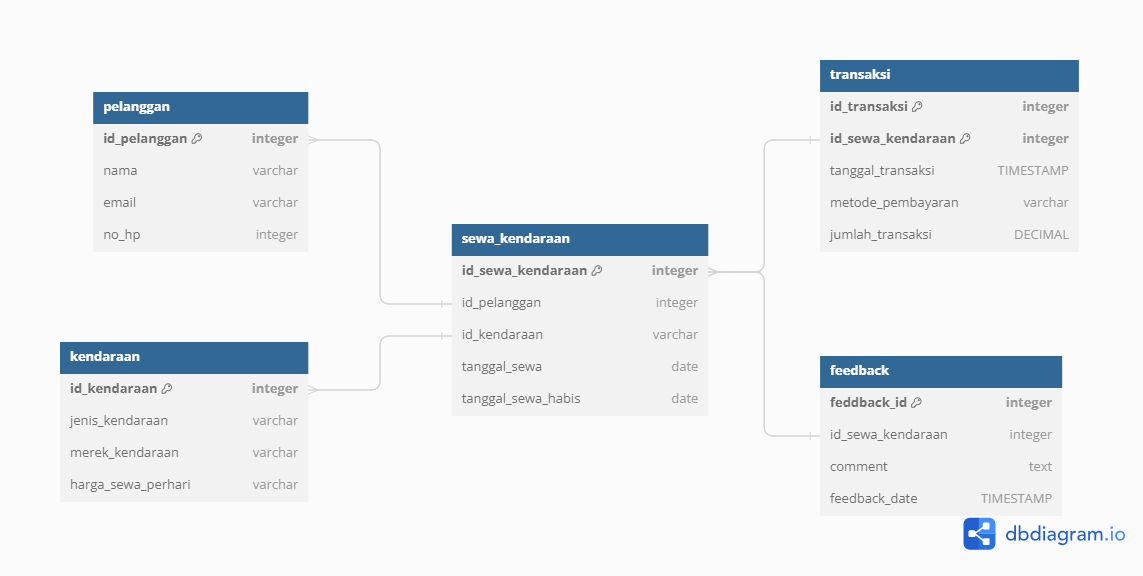 pelanggan
id_pelanggan integer
nama varchar
email varchar
no_hp integer
kendaraan
id_kendaraan integer
jenis_kendaraan varchar
merek_kendaraan varchar
harga_sewa_perhari varchar
sewa_kendaraan
id_sewa_kendaraan integer
id_pelanggan integer
id_kendaraan varchar
tanggal_sewa date
tanggal_sewa_habis date
transaksi
id_transaksi integer
id_sewa_kendaraan integer
tanggal_transaksi TIMESTAMP
metode_pembayaran varchar
jumlah_transaksi DECIMAL
feedback
feddback_id integer
id_sewa_kendaraan integer
comment text
feedback_date TIMESTAMP
dbdiagram.io